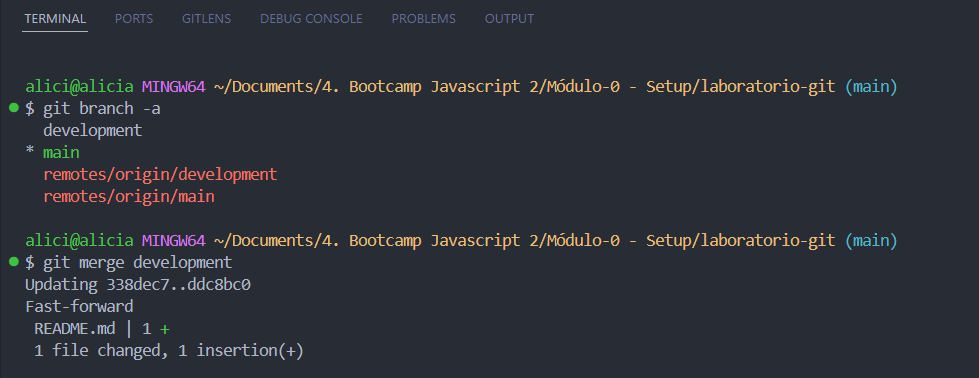 TERMINAL PORTS GITLENS DEBUG CONSOLE PROBLEMS OUTPUT
alici@alicia MINGW64 ~/Documents/4. Bootcamp Javascript 2/Módulo-0 - Setup/laboratorio-git (main)
$ git branch -a
  development
* main
  remotes/origin/development
  remotes/origin/main
alici@alicia MINGW64 ~/Documents/4. Bootcamp Javascript 2/Módulo-0 - Setup/laboratorio-git (main)
$ git merge development
Updating 338dec7..ddc8bc0
Fast-forward
 README.md | 1 +
 1 file changed, 1 insertion(+)